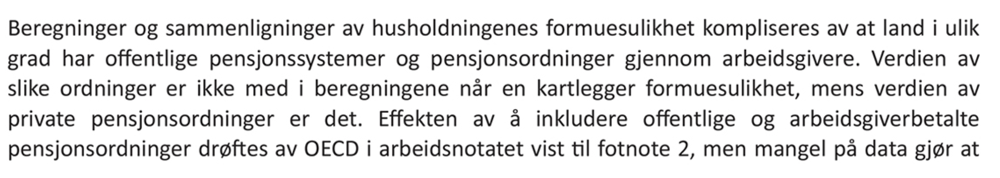 Beregninger og sammenligninger av husholdningenes formuesulikhet kompliseres av at land i ulik
grad har offentlige pensjonssystemer og pensjonsordninger gjennom arbeidsgivere. Verdien av
slike ordninger er ikke med i beregningene når en kartlegger formuesulikhet, mens verdien av
private pensjonsordninger er det. Effekten av å inkludere offentlige og arbeidsgiverbetalte
pensjonsordninger drøftes av OECD i arbeidsnotatet vist til fotnote 2, men mangel på data gjør at